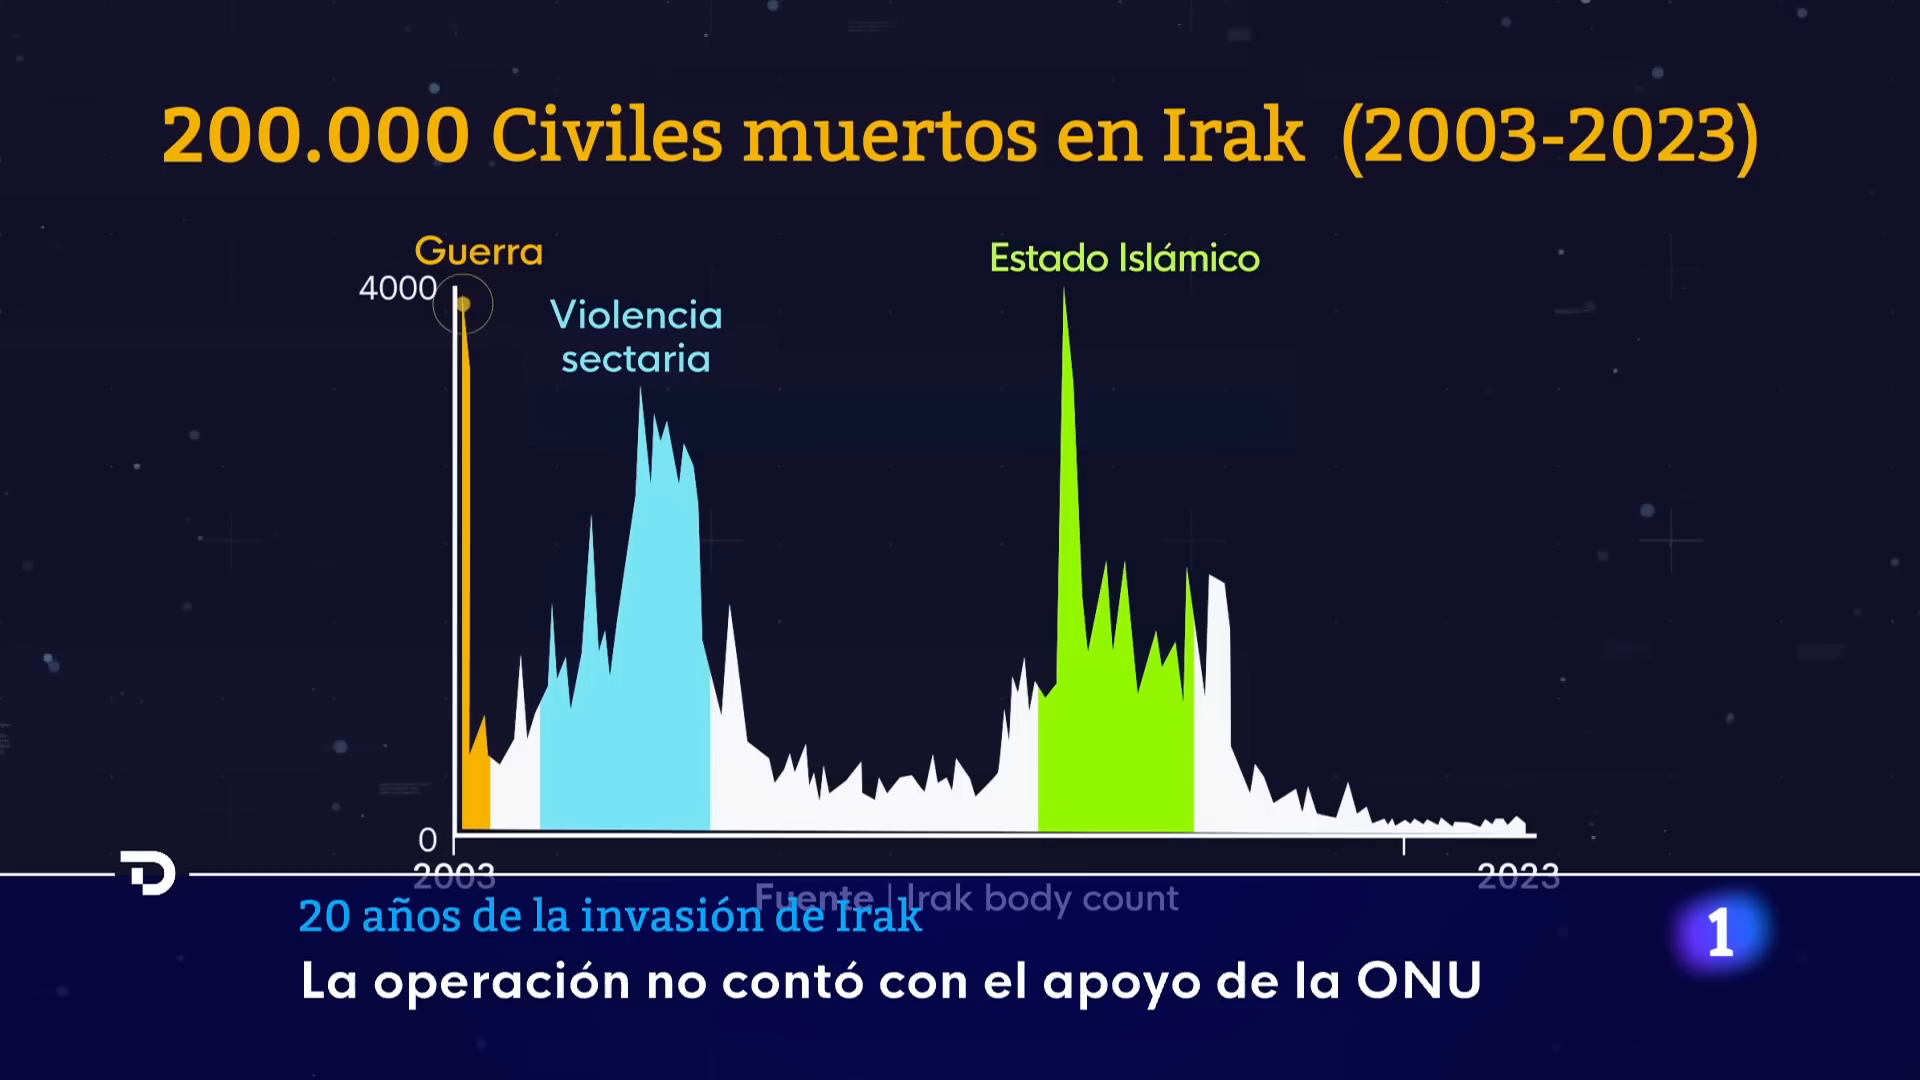 200.000 Civiles muertos en Irak (2003-2023)
Guerra
Estado Islámico
4000
Violencia
sectaria
0
2003
2023
Fuente | Irak body count
20 años de la invasión de Irak
La operación no contó con el apoyo de la ONU
1